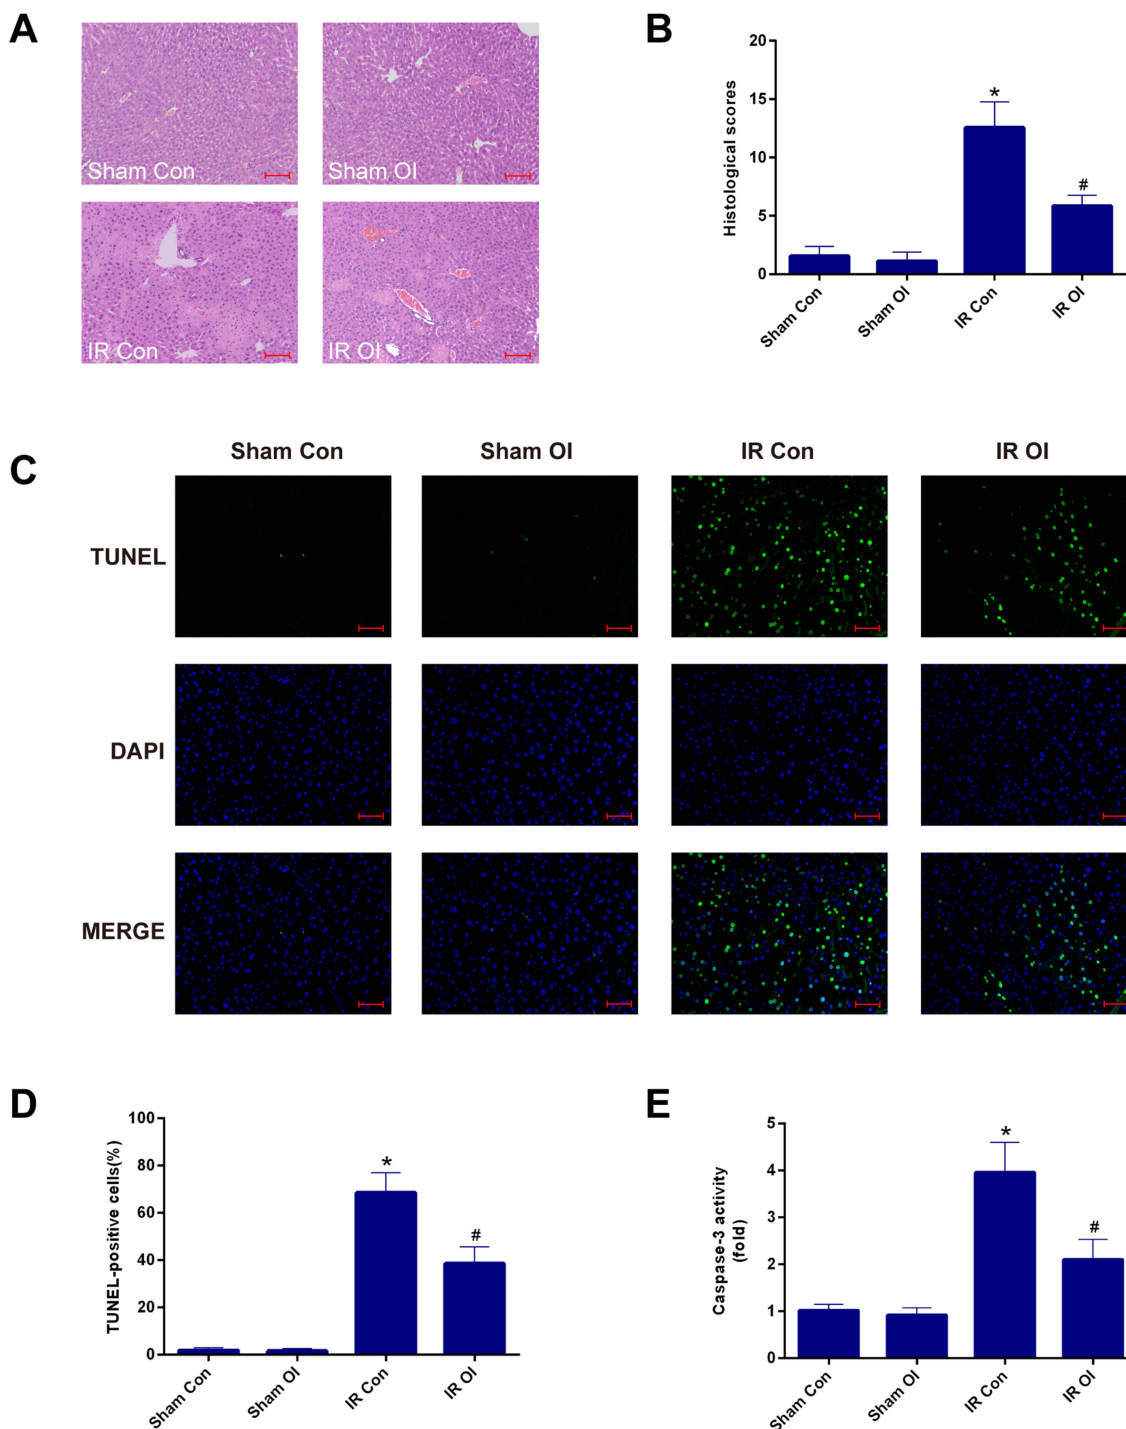 A
Sham Con
Sham OI
IR Con
IR OI
B
Histological scores
20
15
10
5
0
*
#
Sham Con
Sham OI
IR Con
IR OI
C
Sham Con
Sham OI
IR Con
IR OI
TUNEL
DAPI
MERGE
D
TUNEL-positive cells(%)
100
80
60
40
20
0
*
#
Sham Con
Sham OI
IR Con
IR OI
E
Caspase-3 activity
(fold)
5
4
3
2
1
0
*
#
Sham Con
Sham OI
IR Con
IR OI